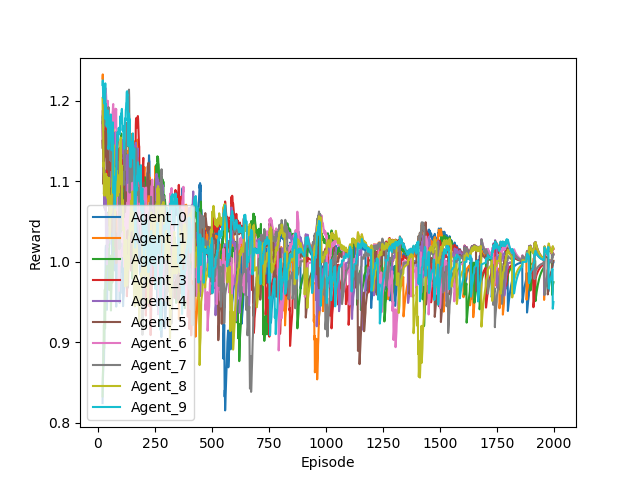 1.2
1.1
1.0
0.9
0.8
Reward
Agent_0
Agent_1
Agent_2
Agent_3
Agent_4
Agent_5
Agent_6
Agent_7
Agent_8
Agent_9
0 250 500 750 1000 1250 1500 1750 2000
Episode